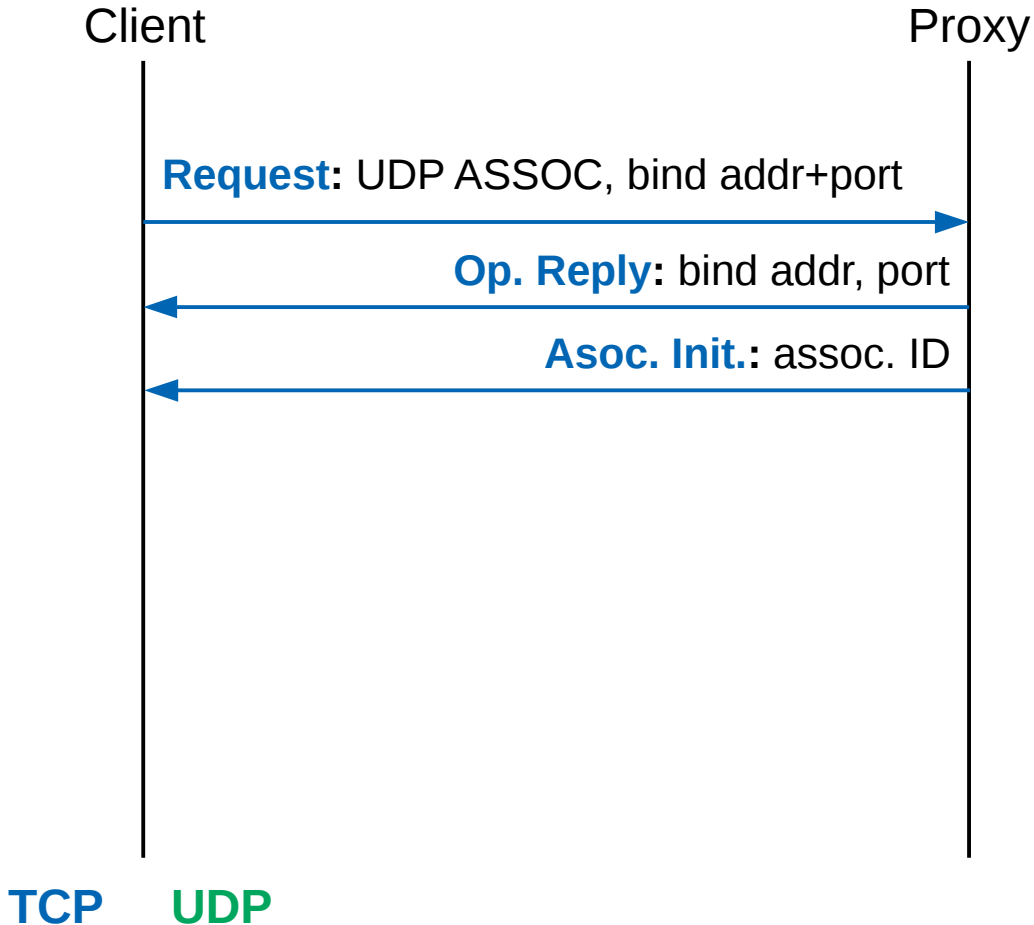 Client Proxy
Request: UDP ASSOC, bind addr+port
Op. Reply: bind addr, port
Asoc. Init.: assoc. ID
TCP UDP